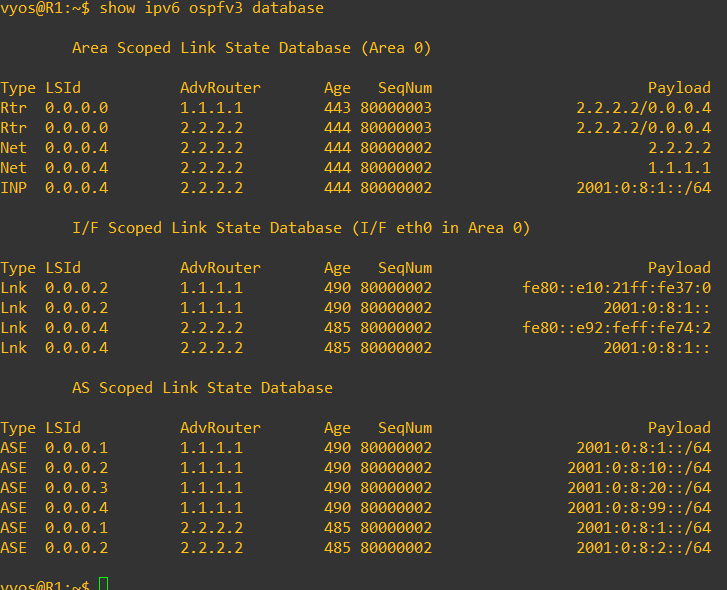 vyos@R1:~$ show ipv6 ospfv3 database
Area Scoped Link State Database (Area 0)
Type LSId AdvRouter Age SeqNum Payload
Rtr 0.0.0.0 1.1.1.1 443 80000003 2.2.2.2/0.0.0.4
Rtr 0.0.0.0 2.2.2.2 444 80000003 2.2.2.2/0.0.0.4
Net 0.0.0.4 2.2.2.2 444 80000002 2.2.2.2
Net 0.0.0.4 2.2.2.2 444 80000002 1.1.1.1
INP 0.0.0.4 2.2.2.2 444 80000002 2001:0:8:1::/64
I/F Scoped Link State Database (I/F eth0 in Area 0)
Type LSId AdvRouter Age SeqNum Payload
Lnk 0.0.0.2 1.1.1.1 490 80000002 fe80::e10:21ff:fe37:0
Lnk 0.0.0.2 1.1.1.1 490 80000002 2001:0:8:1::
Lnk 0.0.0.4 2.2.2.2 485 80000002 fe80::e92:feff:fe74:2
Lnk 0.0.0.4 2.2.2.2 485 80000002 2001:0:8:1::
AS Scoped Link State Database
Type LSId AdvRouter Age SeqNum Payload
ASE 0.0.0.1 1.1.1.1 490 80000002 2001:0:8:1::/64
ASE 0.0.0.2 1.1.1.1 490 80000002 2001:0:8:10::/64
ASE 0.0.0.3 1.1.1.1 490 80000002 2001:0:8:20::/64
ASE 0.0.0.4 1.1.1.1 490 80000002 2001:0:8:99::/64
ASE 0.0.0.1 2.2.2.2 485 80000002 2001:0:8:1::/64
ASE 0.0.0.2 2.2.2.2 485 80000002 2001:0:8:2::/64
vyos@R1:~$